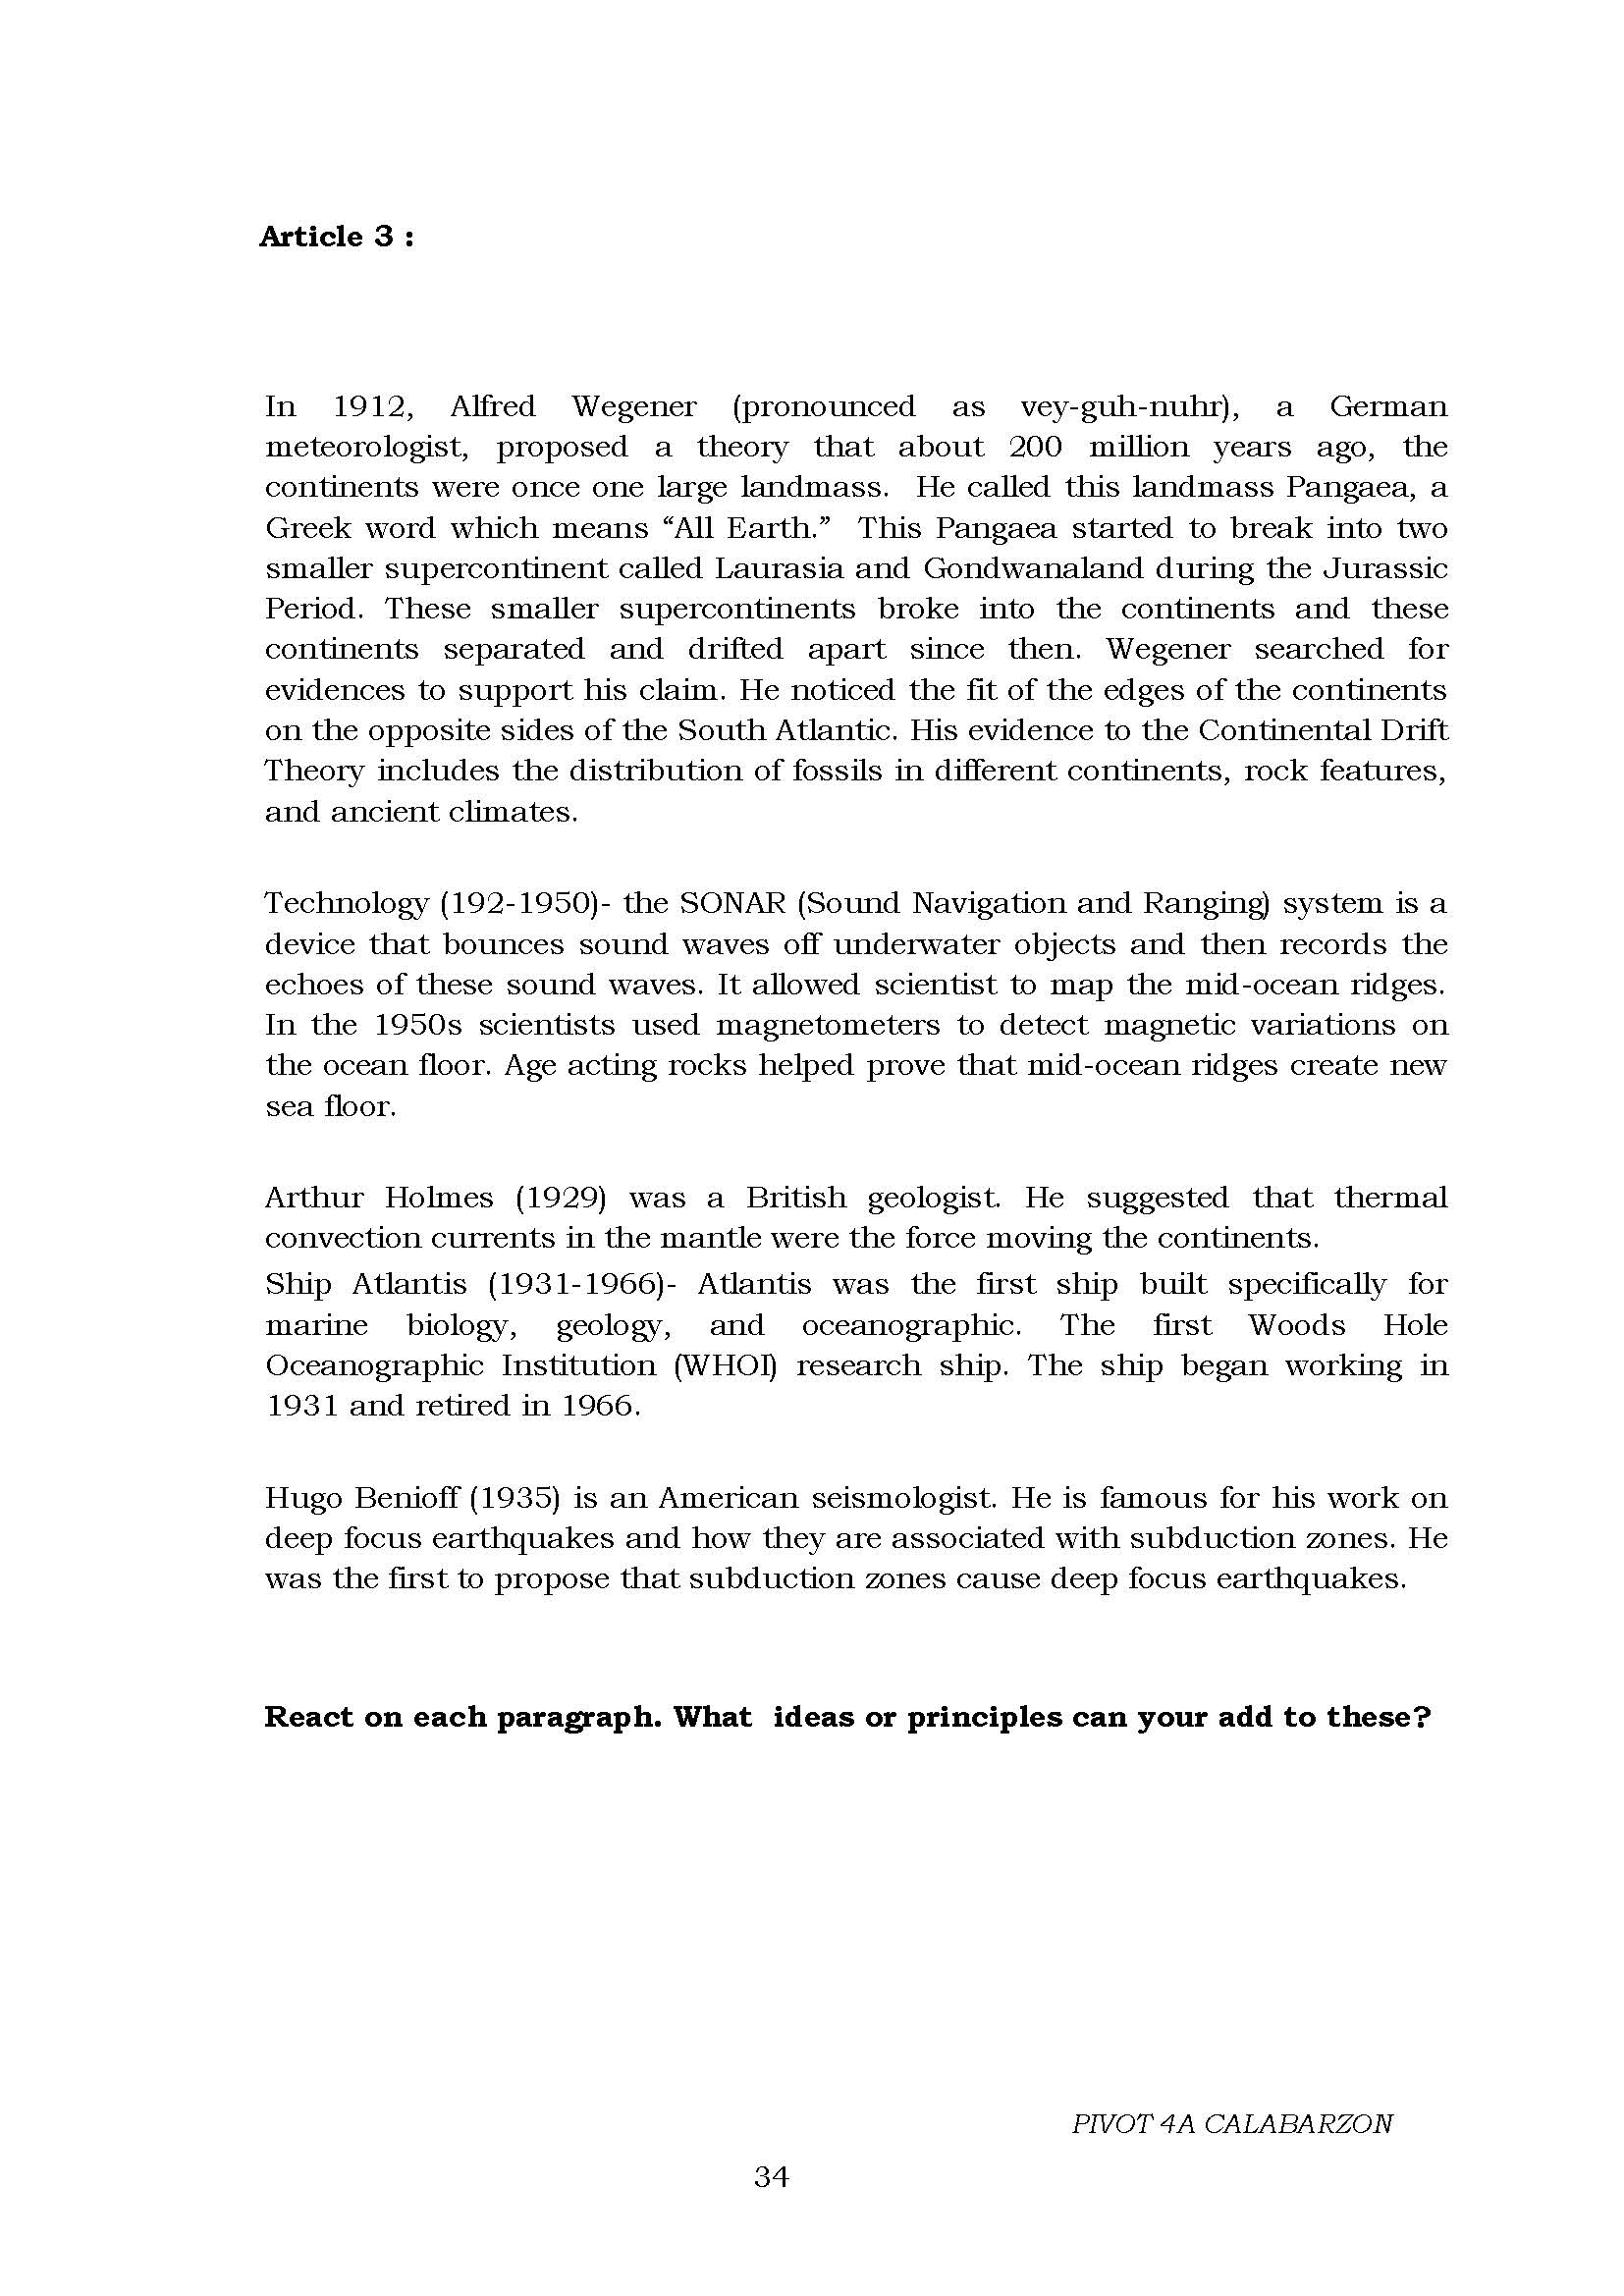 Article 3 :
In 1912, Alfred Wegener (pronounced as vey-guh-nuhr), a German
meteorologist, proposed a theory that about 200 million years ago, the
continents were once one large landmass. He called this landmass Pangaea, a
Greek word which means “All Earth.” This Pangaea started to break into two
smaller supercontinent called Laurasia and Gondwanaland during the Jurassic
Period. These smaller supercontinents broke into the continents and these
continents separated and drifted apart since then. Wegener searched for
evidences to support his claim. He noticed the fit of the edges of the continents
on the opposite sides of the South Atlantic. His evidence to the Continental Drift
Theory includes the distribution of fossils in different continents, rock features,
and ancient climates.
Technology (192-1950)- the SONAR (Sound Navigation and Ranging) system is a
device that bounces sound waves off underwater objects and then records the
echoes of these sound waves. It allowed scientist to map the mid-ocean ridges.
In the 1950s scientists used magnetometers to detect magnetic variations on
the ocean floor. Age acting rocks helped prove that mid-ocean ridges create new
sea floor.
Arthur Holmes (1929) was a British geologist. He suggested that thermal
convection currents in the mantle were the force moving the continents.
Ship Atlantis (1931-1966)- Atlantis was the first ship built specifically for
marine biology, geology, and oceanographic. The first Woods Hole
Oceanographic Institution (WHOI) research ship. The ship began working in
1931 and retired in 1966.
Hugo Benioff (1935) is an American seismologist. He is famous for his work on
deep focus earthquakes and how they are associated with subduction zones. He
was the first to propose that subduction zones cause deep focus earthquakes.
React on each paragraph. What ideas or principles can your add to these?
PIVOT 4A CALABARZON
34